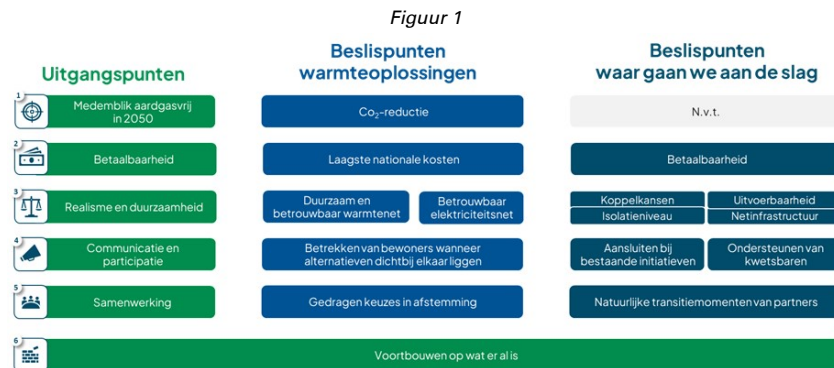 Figuur 1
Uitgangspunten
Beslispunten
warmteoplossingen
Beslispunten
waar gaan we aan de slag
1
Medemblik aardgasvrij
in 2050
Co₂-reductie
N.v.t.
2
Betaalbaarheid
Laagste nationale kosten
Betaalbaarheid
3
Realisme en duurzaamheid
Duurzaam en
betrouwbaar warmtenet
Betrouwbaar
elektriciteitsnet
Koppelkansen
Uitvoerbaarheid
Isolatieniveau
Netinfrastructuur
4
Communicatie en
participatie
Betrekken van bewoners wanneer
alternatieven dichtbij elkaar liggen
Aansluiten bij
bestaande initiatieven
Ondersteunen van
kwetsbaren
5
Samenwerking
Gedragen keuzes in afstemming
Natuurlijke transitiemomenten van partners
6
Voortbouwen op wat er al is